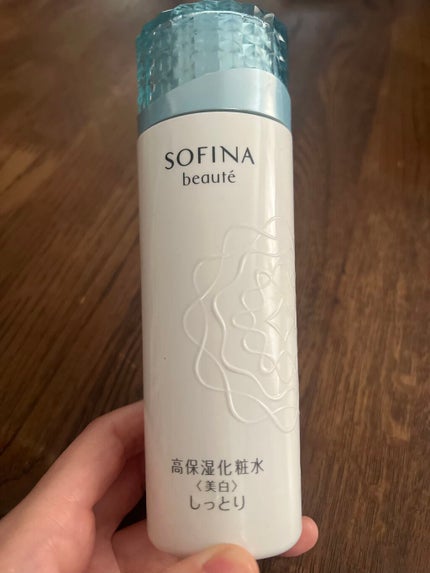 SOFINA
beauté
高保湿化粧水
〈美白〉
しっとり